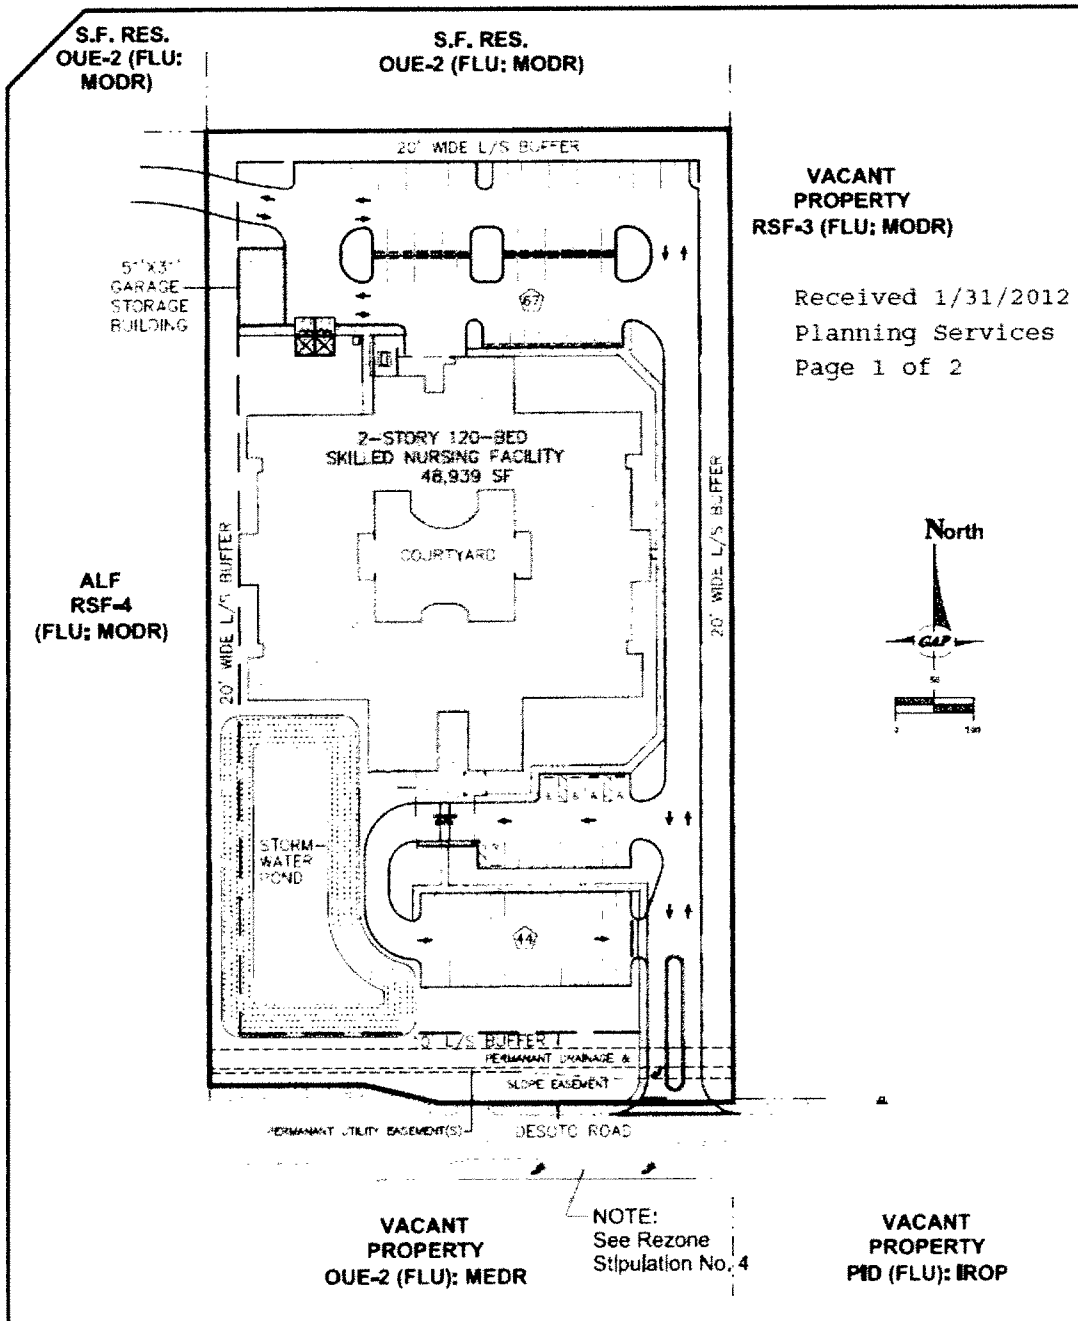 S.F. RES.
OUE-2 (FLU:
MODR)
S.F. RES.
OUE-2 (FLU: MODR)
20' WIDE L/S BUFFER
VACANT
PROPERTY
RSF-3 (FLU: MODR)
Received 1/31/2012
Planning Services
Page 1 of 2
GARAGE
STORAGE
BUILDING
67
2-STORY 120-BED
SKILLED NURSING FACILITY
48,939 SF
COURTYARD
20' WIDE L/S BUFFER
20' WIDE L/S BUFFER
ALF
RSF-4
(FLU: MODR)
North
GAP
50
0
100
STORM-
WATER
POND
44
L/S BUFFER
PERMANANT DRAINAGE &
SLOPE EASEMENT
PERMANANT UTILITY EASEMENT(S)
DESOTO ROAD
NOTE:
See Rezone
Stipulation No. 4
VACANT
PROPERTY
OUE-2 (FLU): MEDR
VACANT
PROPERTY
PID (FLU): IROP